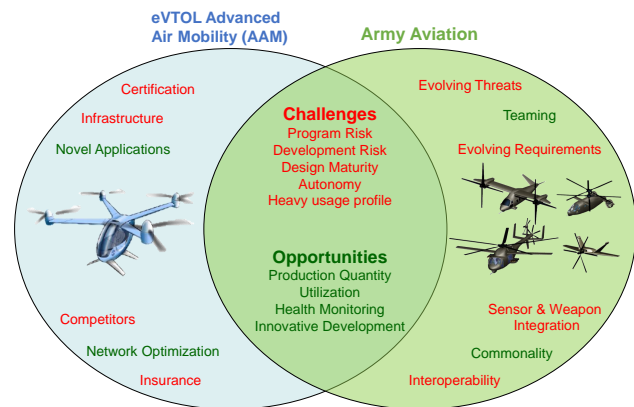 eVTOL Advanced
Air Mobility (AAM)
Army Aviation
Certification
Infrastructure
Novel Applications
Competitors
Network Optimization
Insurance
Challenges
Program Risk
Development Risk
Design Maturity
Autonomy
Heavy usage profile
Opportunities
Production Quantity
Utilization
Health Monitoring
Innovative Development
Evolving Threats
Teaming
Evolving Requirements
Sensor & Weapon
Integration
Commonality
Interoperability